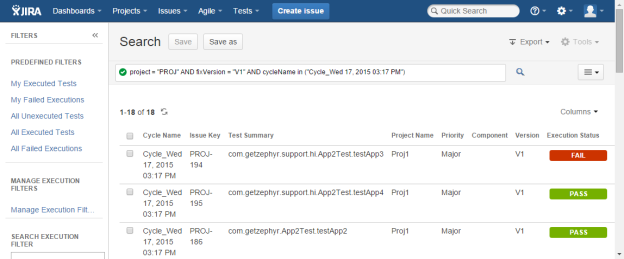 JIRA Dashboards Projects Issues Agile Tests Create issue Quick Search
FILTERS
PREDEFINED FILTERS
My Executed Tests
My Failed Executions
All Unexecuted Tests
All Executed Tests
All Failed Executions
MANAGE EXECUTION
FILTERS
Manage Execution Filt...
SEARCH EXECUTION
FILTER
Search Save Save as Export Tools
project = "PROJ" AND fixVersion = "V1" AND cycleName in ("Cycle_Wed 17, 2015 03:17 PM")
1-18 of 18 Columns
Cycle Name Issue Key Test Summary Project Name Priority Component Version Execution Status
Cycle_Wed PROJ- com.getzephyr.support.hi.App2Test.testApp3 Proj1 Major V1 FAIL
17, 2015 194
03:17 PM
Cycle_Wed PROJ- com.getzephyr.support.hi.App2Test.testApp4 Proj1 Major V1 PASS
17, 2015 195
03:17 PM
Cycle_Wed PROJ- com.getzephyr.App2Test.testApp2 Proj1 Major V1 PASS
17, 2015 186
03:17 PM